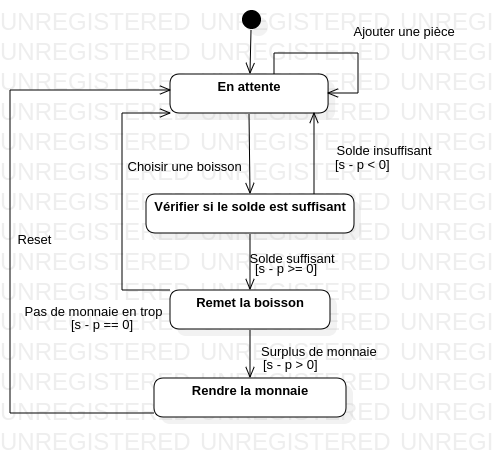 Ajouter une pièce
En attente
Solde insuffisant
[s - p < 0]
Choisir une boisson
Vérifier si le solde est suffisant
Reset
Solde suffisant
[s - p >= 0]
Remet la boisson
Pas de monnaie en trop
[s - p == 0]
Surplus de monnaie
[s - p > 0]
Rendre la monnaie
UNREGISTERED